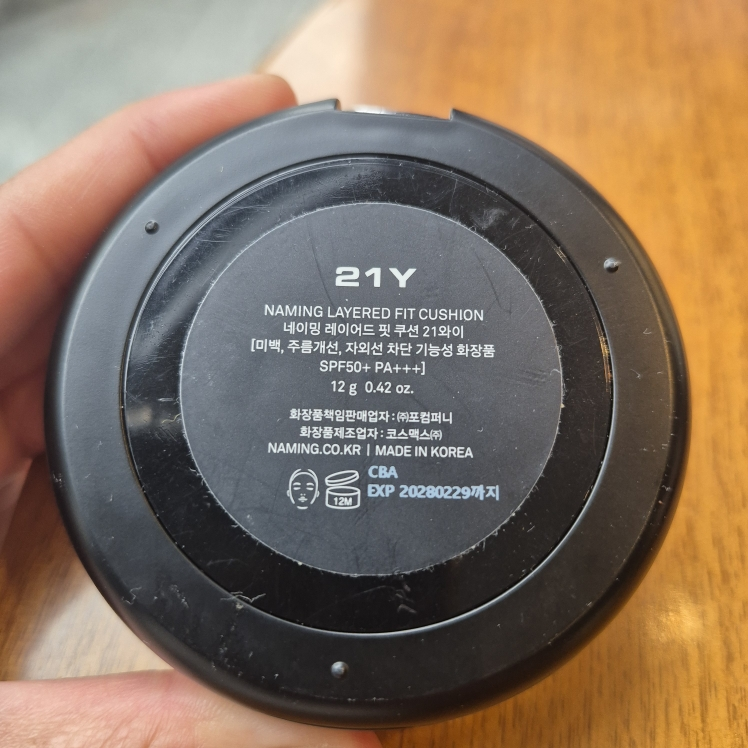 21Y
NAMING LAYERED FIT CUSHION
네이밍 레이어드 핏 쿠션 21와이
[미백, 주름개선, 자외선 차단 기능성 화장품
SPF50+ PA+++]
12 g 0.42 oz.
화장품책임판매업자 : ㈜포컴퍼니
화장품제조업자 : 코스맥스㈜
NAMING.CO.KR | MADE IN KOREA
12M
CBA
EXP 20280229까지